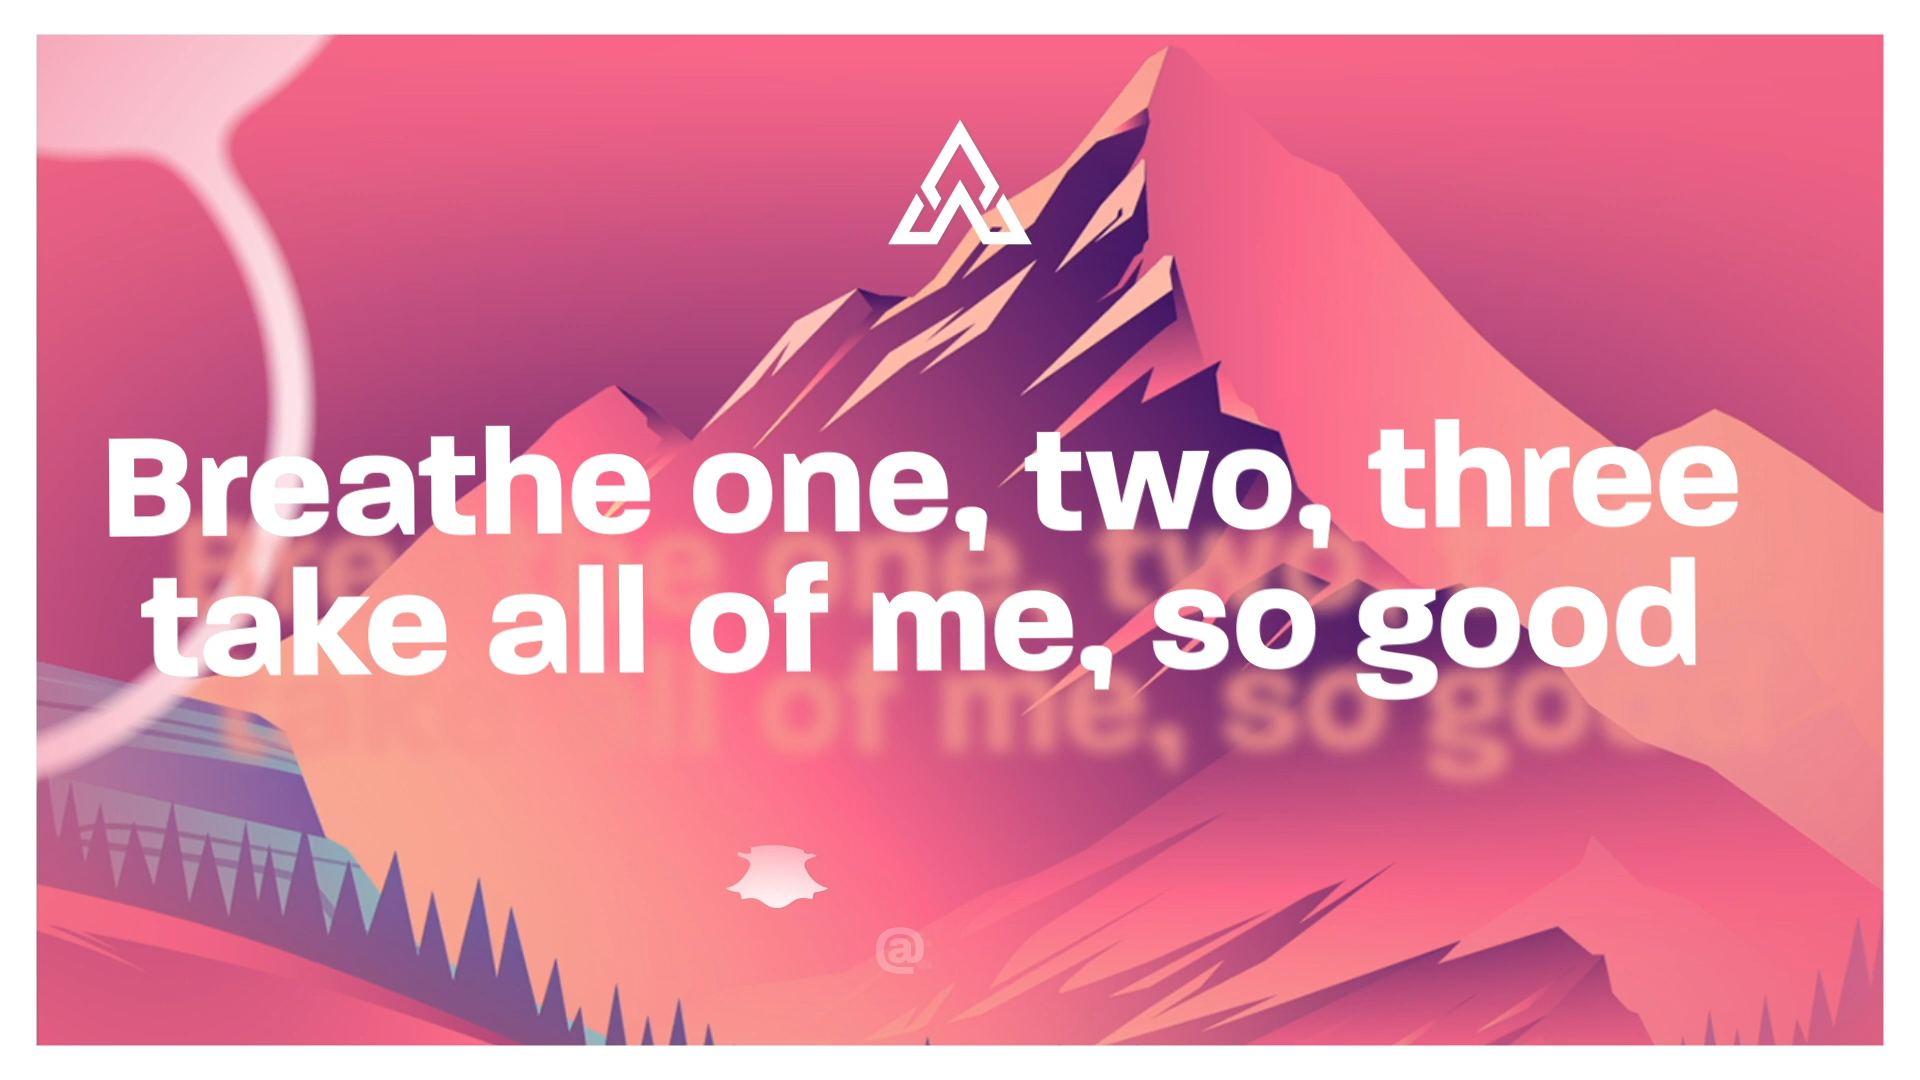 Breathe one, two, three
take all of me, so good
@